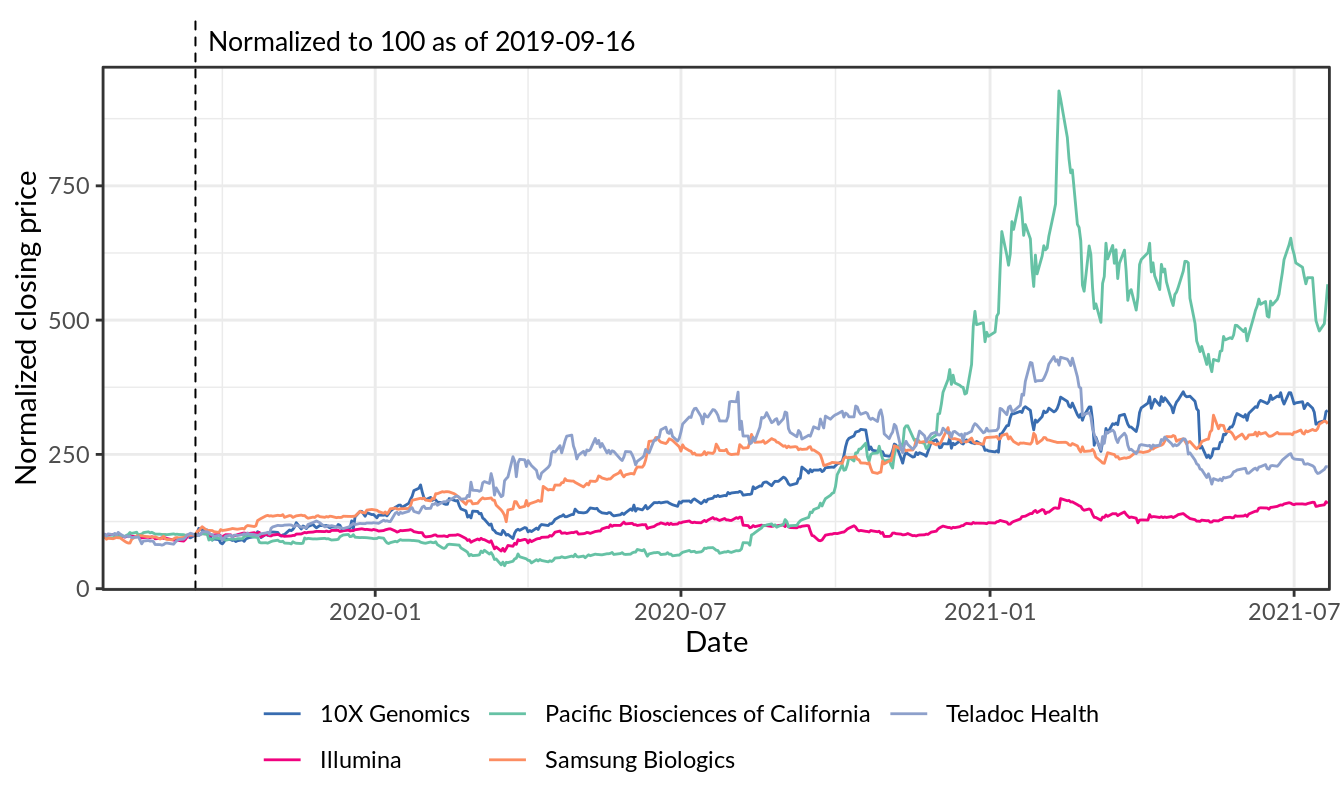 Normalized to 100 as of 2019-09-16
Normalized closing price
750
500
250
0
2020-01
2020-07
2021-01
2021-07
Date
10X Genomics
Pacific Biosciences of California
Teladoc Health
Illumina
Samsung Biologics